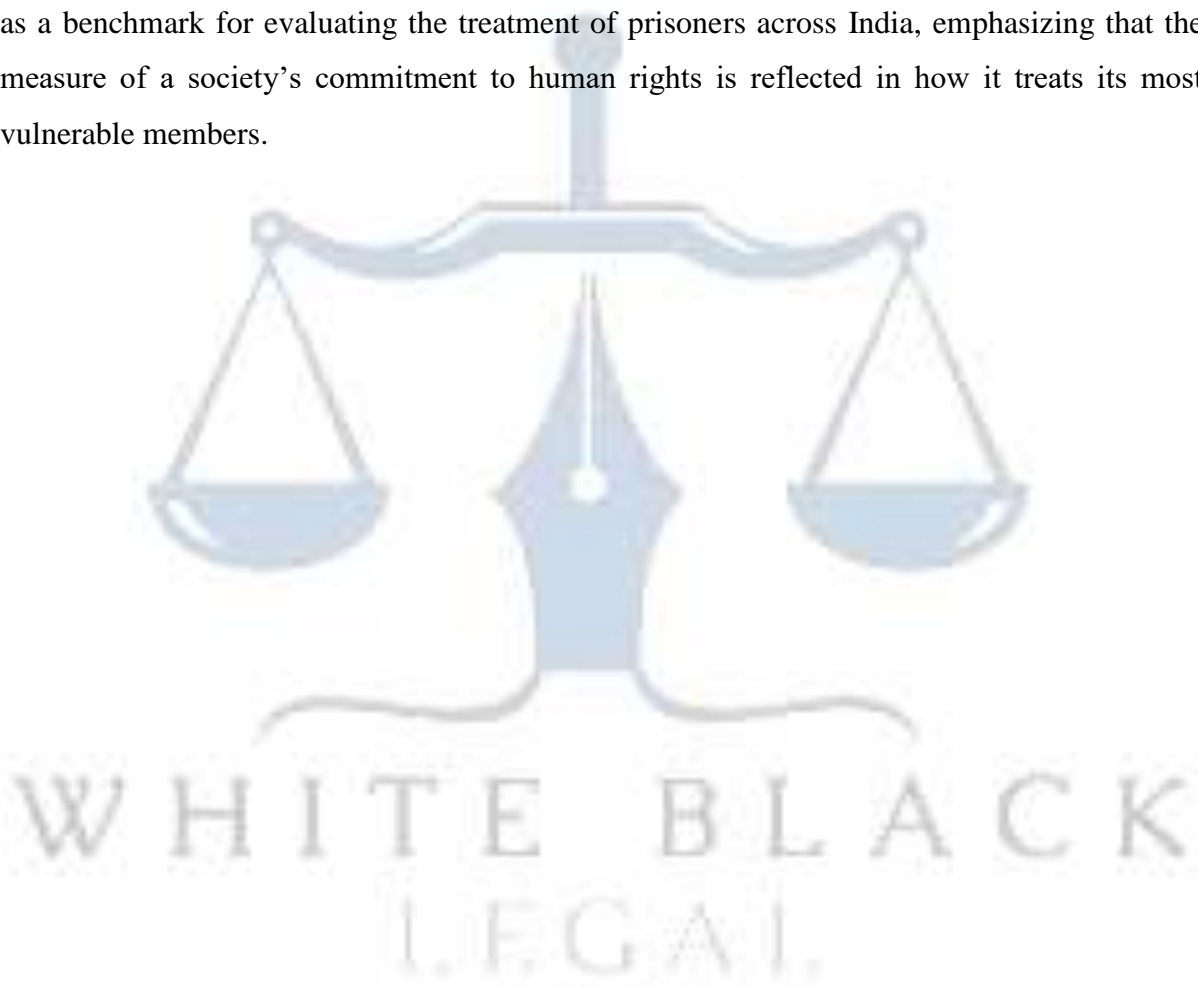 as a benchmark for evaluating the treatment of prisoners across India, emphasizing that the
measure of a society’s commitment to human rights is reflected in how it treats its most
vulnerable members.
WHITE BLACK
LEGAL